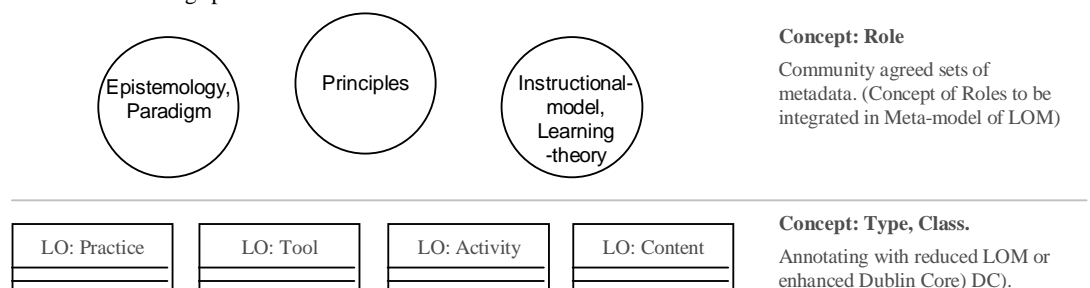 Epistemology,
Paradigm
Principles
Instructional-
model,
Learning
-theory
Concept: Role
Community agreed sets of
metadata. (Concept of Roles to be
integrated in Meta-model of LOM)
LO: Practice
LO: Tool
LO: Activity
LO: Content
Concept: Type, Class.
Annotating with reduced LOM or
enhanced Dublin Core) DC).